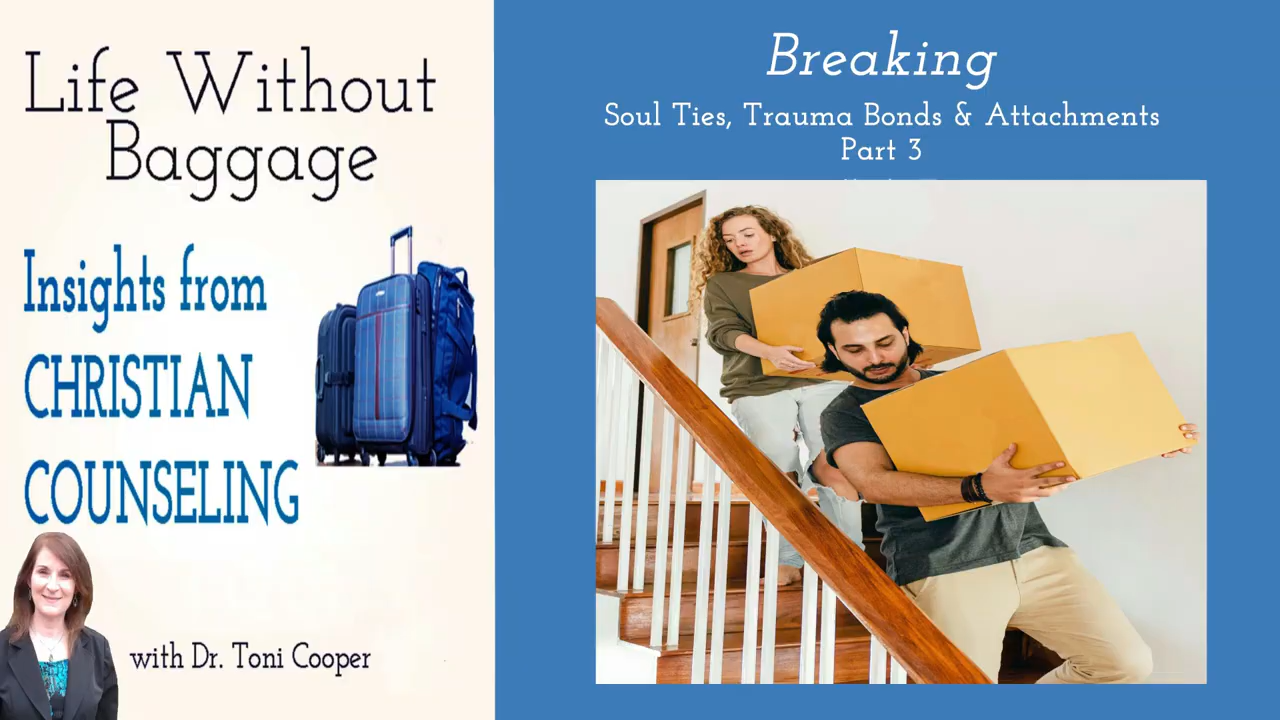 Life Without
Baggage
Insights from
CHRISTIAN
COUNSELING
with Dr. Toni Cooper
Breaking
Soul Ties, Trauma Bonds & Attachments
Part 3